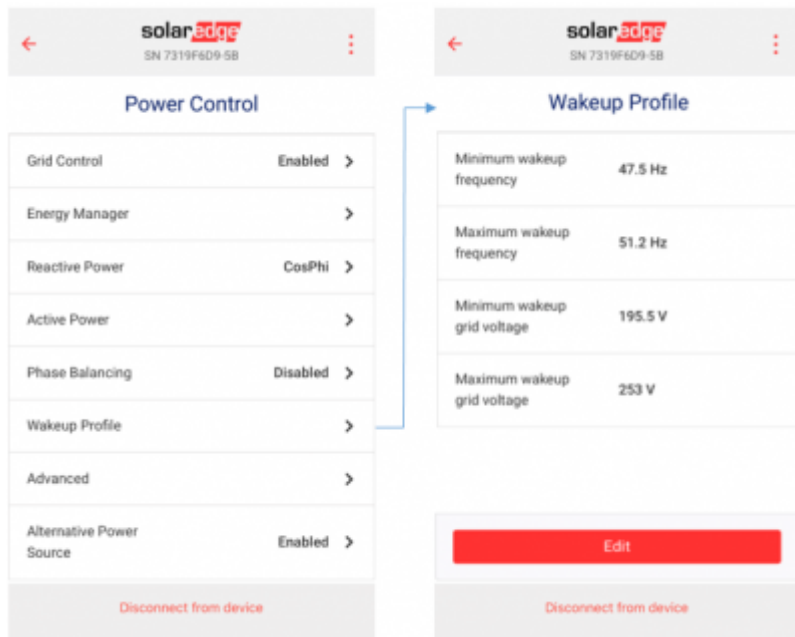 solaredge
SN 7319F6D9-5B
Power Control
Grid Control Enabled
Energy Manager
Reactive Power CosPhi
Active Power
Phase Balancing Disabled
Wakeup Profile
Advanced
Alternative Power
Source
Enabled
Disconnect from device
solaredge
SN 7319F6D9-5B
Wakeup Profile
Minimum wakeup
frequency
47.5 Hz
Maximum wakeup
frequency
51.2 Hz
Minimum wakeup
grid voltage
195.5 V
Maximum wakeup
grid voltage
253 V
Edit
Disconnect from device